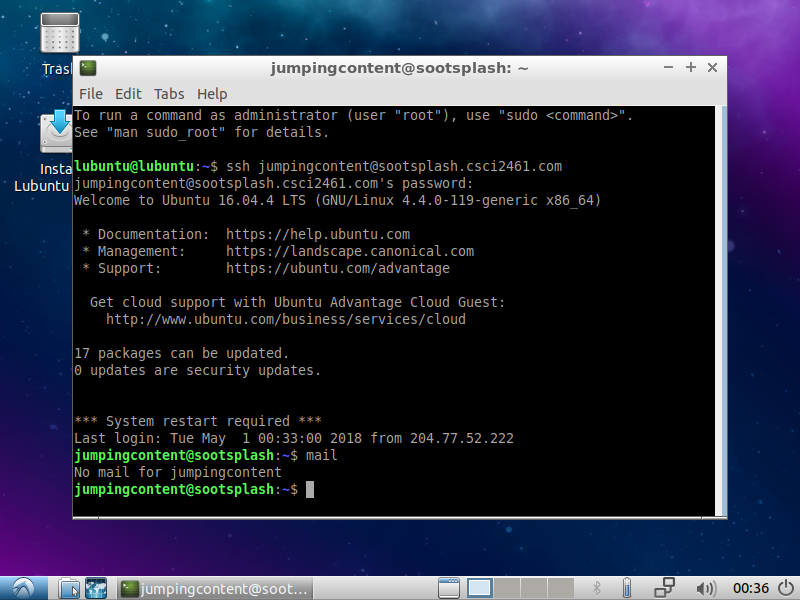 Trash
Insta
Lubuntu
jumpingcontent@sootsplash: ~
File Edit Tabs Help
To run a command as administrator (user "root"), use "sudo <command>".
See "man sudo_root" for details.
lubuntu@lubuntu:~$ ssh jumpingcontent@sootsplash.csci2461.com
jumpingcontent@sootsplash.csci2461.com's password:
Welcome to Ubuntu 16.04.4 LTS (GNU/Linux 4.4.0-119-generic x86_64)
* Documentation:  https://help.ubuntu.com
* Management:     https://landscape.canonical.com
* Support:        https://ubuntu.com/advantage
Get cloud support with Ubuntu Advantage Cloud Guest:
http://www.ubuntu.com/business/services/cloud
17 packages can be updated.
0 updates are security updates.
*** System restart required ***
Last login: Tue May  1 00:33:00 2018 from 204.77.52.222
jumpingcontent@sootsplash:~$ mail
No mail for jumpingcontent
jumpingcontent@sootsplash:~$
jumpingcontent@soot...
00:36